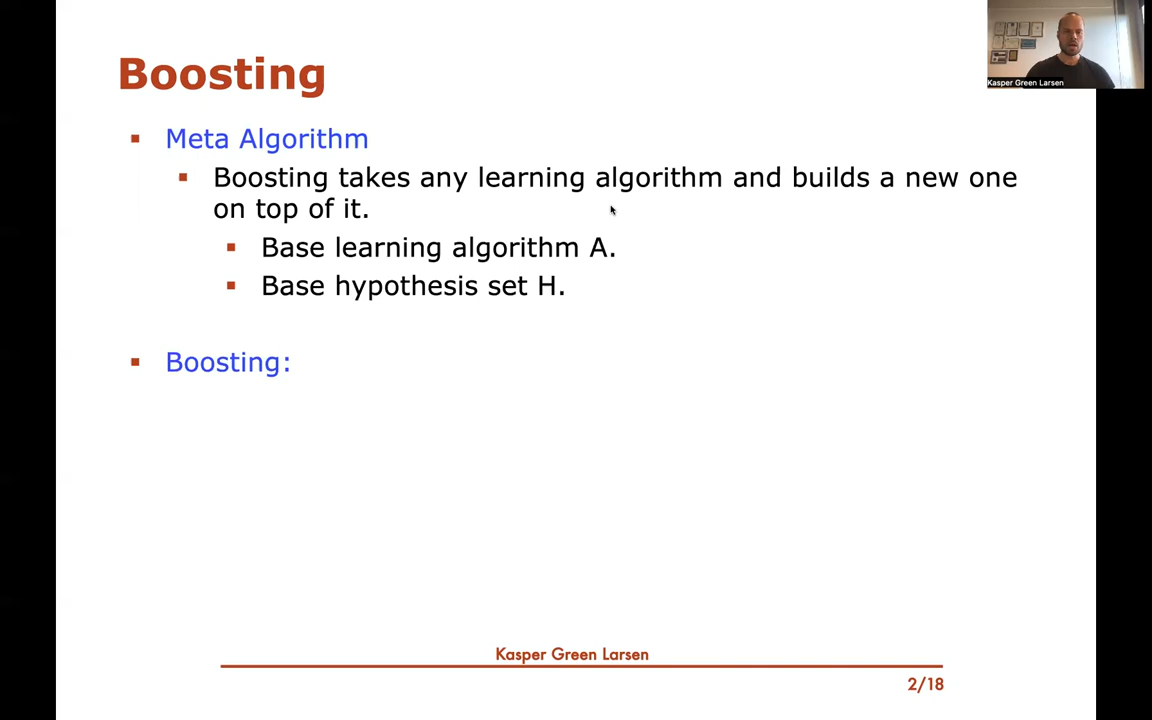 Boosting
Kasper Green Larsen
Meta Algorithm
Boosting takes any learning algorithm and builds a new one
on top of it.
Base learning algorithm A.
Base hypothesis set H.
Boosting:
Kasper Green Larsen
2/18